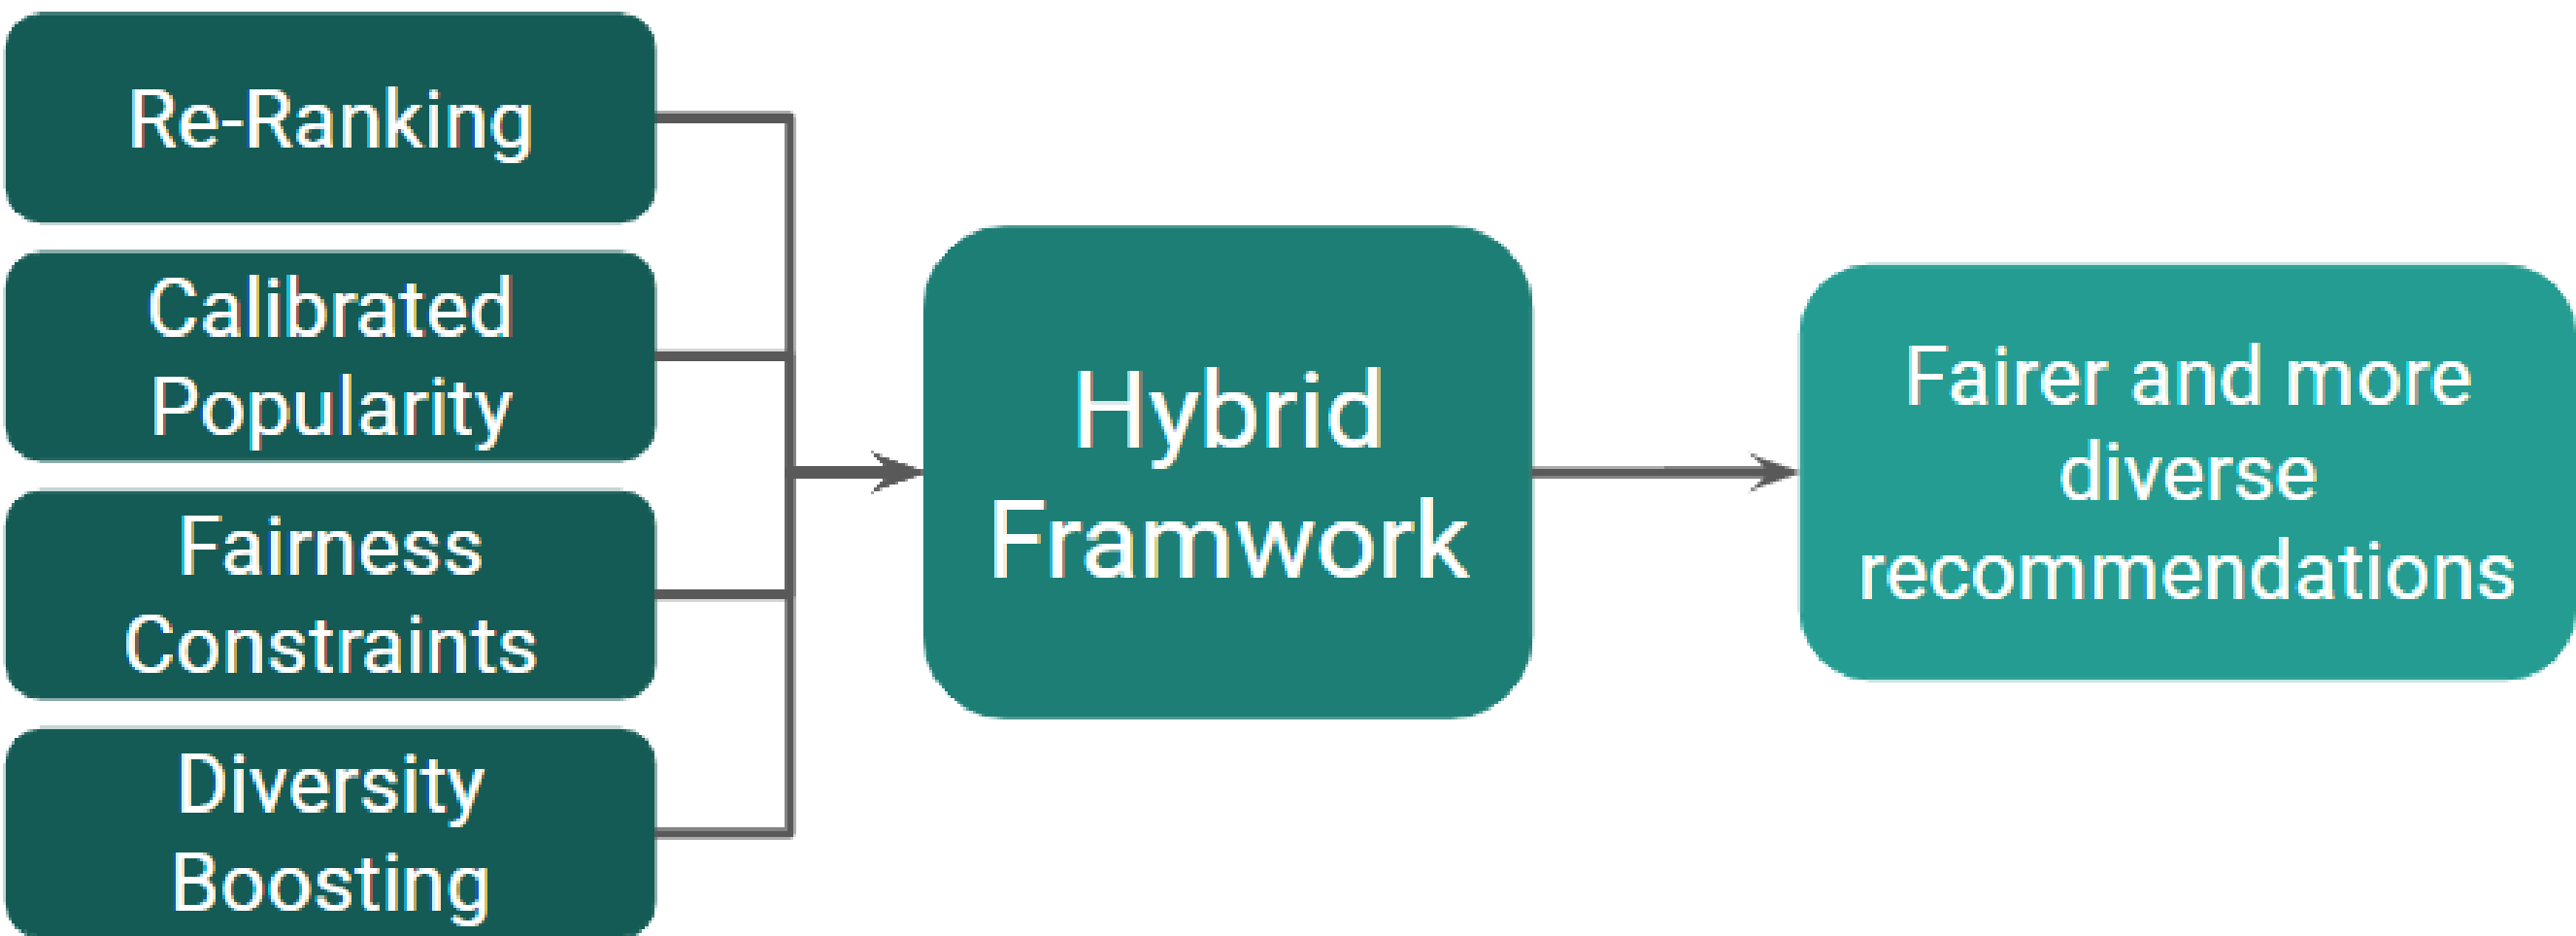 Re-Ranking
Calibrated
Popularity
Fairness
Constraints
Diversity
Boosting
Hybrid
Framwork
Fairer and more
diverse
recommendations